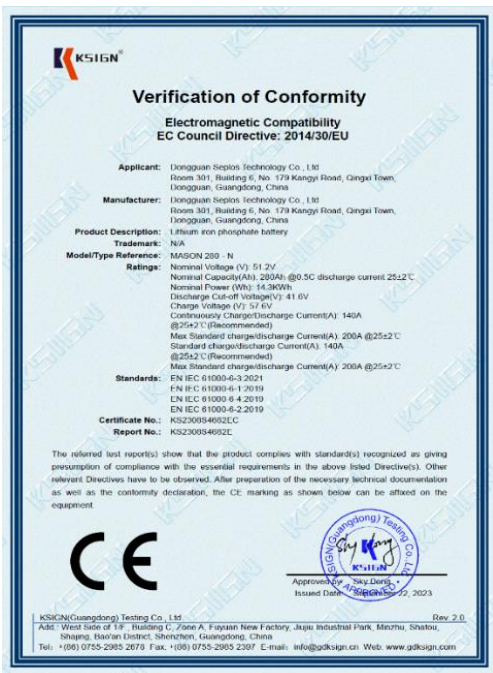 KSIGN®
Verification of Conformity
Electromagnetic Compatibility
EC Council Directive: 2014/30/EU
Applicant: Dongguan Seplos Technology Co., Ltd
Room 301, Building 6, No. 179 Kangyi Road, Qingxi Town,
Dongguan, Guangdong, China
Manufacturer: Dongguan Seplos Technology Co., Ltd
Room 301, Building 6, No. 179 Kangyi Road, Qingxi Town,
Dongguan, Guangdong, China
Product Description: Lithium iron phosphate battery
Trademark: N/A
Model/Type Reference: MASON 280 - N
Ratings: Nominal Voltage (V): 51.2V
Nominal Capacity(Ah): 280Ah @0.5C discharge current 25±2℃
Nominal Power (Wh): 14.3KWh
Discharge Cut-off Voltage(V): 41.6V
Charge Voltage (V): 57.6V
Continuously Charge/Discharge Current(A): 140A
@25±2℃(Recommended)
Max Standard charge/discharge Current(A): 200A @25±2℃
Standard charge/discharge Current(A): 140A
@25±2℃(Recommended)
Max Standard charge/discharge Current(A): 200A @25±2℃
Standards: EN IEC 61000-6-3:2021
EN IEC 61000-6-1:2019
EN IEC 61000-6-4:2019
EN IEC 61000-6-2:2019
Certificate No.: KS2308S4682EC
Report No.: KS2308S4682E
The referred test report(s) show that the product complies with standard(s) recognized as giving
presumption of compliance with the essential requirements in the above listed Directive(s). Other
relevant Directives have to be observed. After preparation of the necessary technical documentation
as well as the conformity declaration, the CE marking as shown below can be affixed on the
equipment.
CE
KSIGN(Guangdong) Testing Co
Sky Dong
KSIGN
APPROVED
Approved by: Sky Dong
Issued Date: September 22, 2023
KSIGN(Guangdong) Testing Co., Ltd. Rev. 2.0
Add.: West Side of 1/F., Building C, Zone A, Fuyuan New Factory, Jiujiu Industrial Park, Minzhu, Shatou,
Shajing, Bao'an District, Shenzhen, Guangdong, China
Tel: +(86) 0755-2985 2678 Fax: +(86) 0755-2985 2397 E-mail: info@gdksign.cn Web: www.gdksign.com